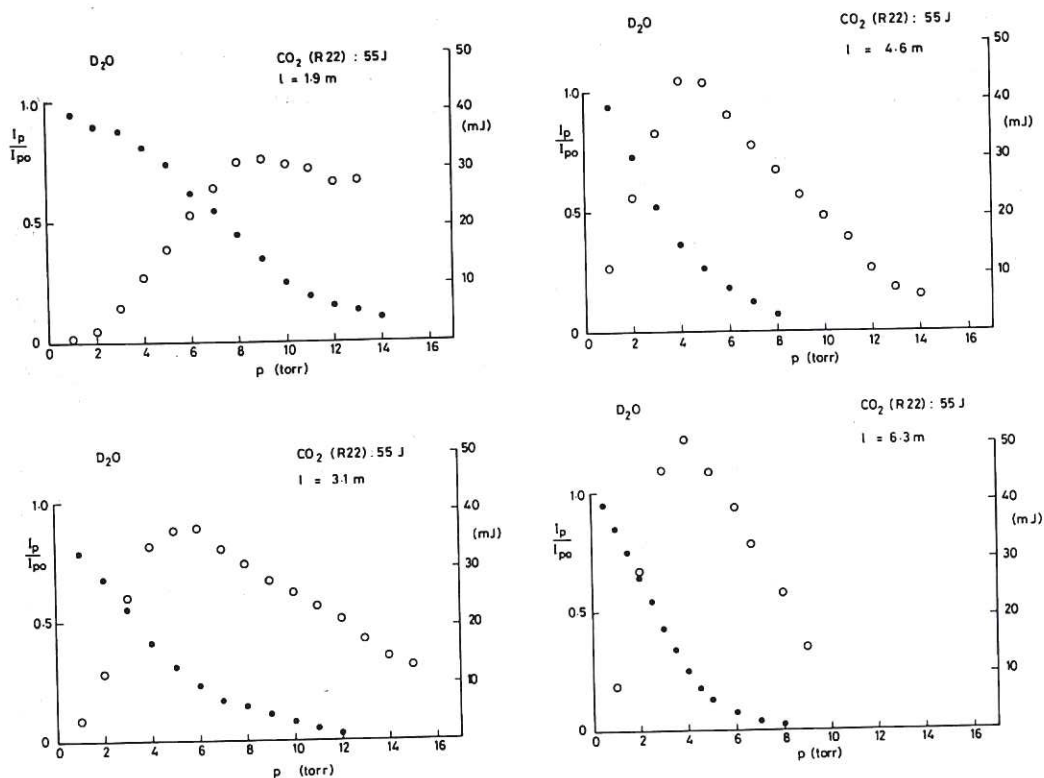 D₂O
CO₂ (R22) : 55J
l = 1·9 m
50
40
(mJ)
30
20
10
1·0
Ip/Ipo
0·5
0
0 2 4 6 8 10 12 14 16
p (torr)
D₂O
CO₂ (R22) : 55 J
l = 4·6 m
50
40
(mJ)
30
20
10
1·0
Ip/Ipo
0·5
0
0 2 4 6 8 10 12 14 16
p (torr)
D₂O
CO₂ (R22) : 55 J
l = 3·1 m
50
40
(mJ)
30
20
10
1·0
Ip/Ipo
0·5
0
0 2 4 6 8 10 12 14 16
p (torr)
D₂O
CO₂ (R22) : 55 J
l = 6·3 m
50
40
(mJ)
30
20
10
1·0
Ip/Ipo
0·5
0
0 2 4 6 8 10 12 14 16
p (torr)